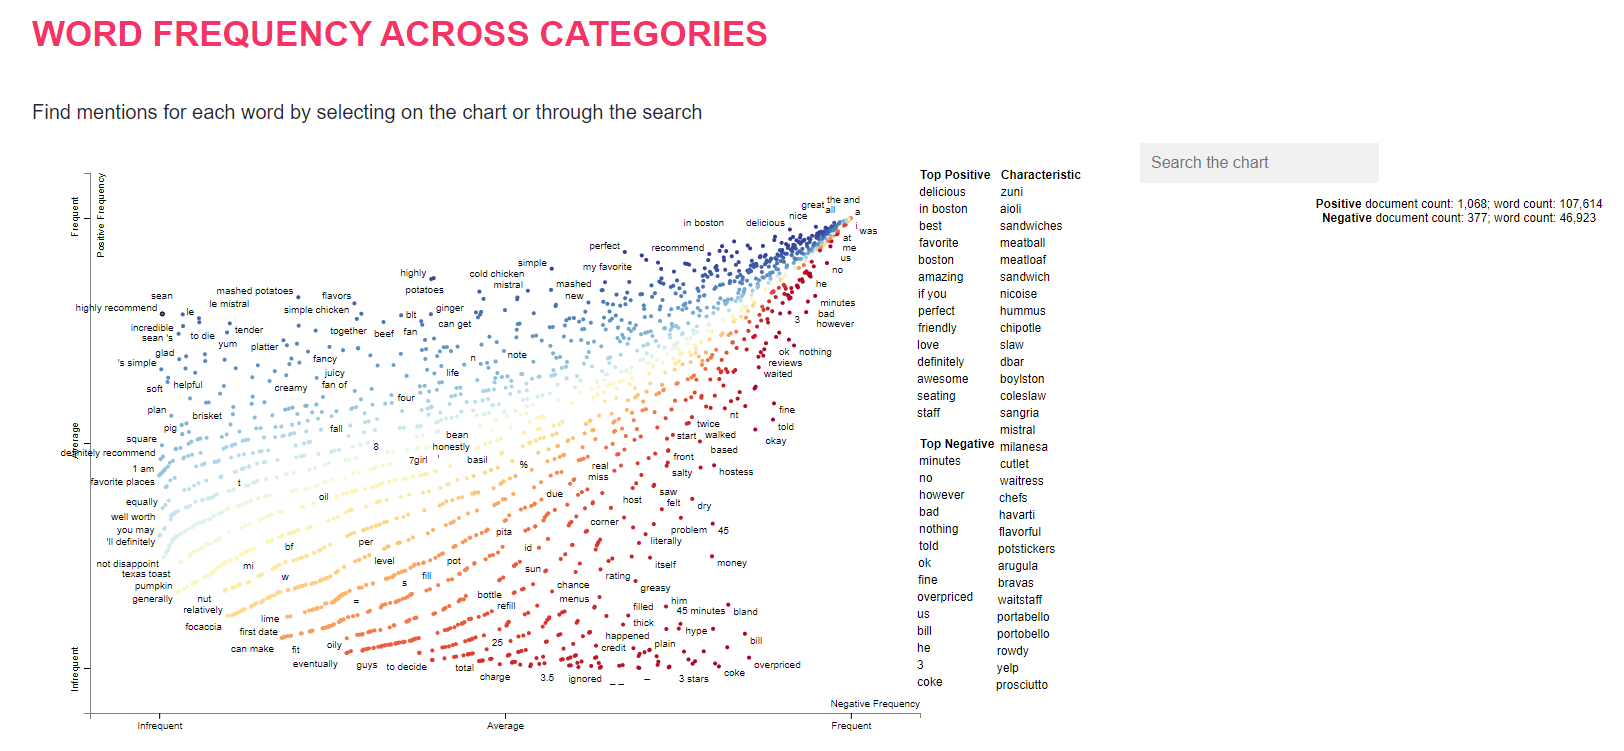 WORD FREQUENCY ACROSS CATEGORIES
Find mentions for each word by selecting on the chart or through the search
Search the chart
Positive document count: 1,068; word count: 107,614
Negative document count: 377; word count: 46,923
Frequent
Average
Infrequent
Positive Frequency
great the and
all
a
nice
i
in boston
delicious
was
at
me
perfect
recommend
us
no
simple
my favorite
highly
cold chicken
mistral
mashed
he
potatoes
new
sean
mashed potatoes
flavors
minutes
highly recommend
le
le mistral
simple chicken
blt
ginger
bad
3
however
incredible
sean 's
to die
tender
together
beef
fan
can get
glad
yum
platter
fancy
n
note
ok
nothing
's simple
reviews
juicy
life
waited
soft
helpful
creamy
fan of
four
plan
brisket
nt
fine
pig
fall
bean
twice
told
square
8
honestly
start
walked
okay
definitely recommend
7girl
'
basil
%
front
based
1 am
real
miss
salty
hostess
favorite places
t
oil
due
host
saw
felt
dry
equally
well worth
corner
problem
45
you may
pita
literally
'll definitely
bf
per
id
not disappoint
level
pot
sun
itself
money
texas toast
mi
w
s
fill
rating
pumpkin
chance
greasy
generally
nut
relatively
=
bottle
refill
menus
filled
him
45 minutes
bland
focaccia
lime
thick
first date
happened
hype
can make
fit
oily
25
credit
plain
bill
eventually
guys
to decide
total
overpriced
charge
3.5
ignored
_ _
–
3 stars
coke
Negative Frequency
Infrequent
Average
Frequent
Top Positive
delicious
in boston
best
favorite
boston
amazing
if you
perfect
friendly
love
definitely
awesome
seating
staff
Top Negative
minutes
no
however
bad
nothing
told
ok
fine
overpriced
us
bill
he
3
coke
Characteristic
zuni
aioli
sandwiches
meatball
meatloaf
sandwich
nicoise
hummus
chipotle
slaw
dbar
boylston
coleslaw
sangria
mistral
milanesa
cutlet
waitress
chefs
havarti
flavorful
potstickers
arugula
bravas
waitstaff
portabello
portobello
rowdy
yelp
prosciutto